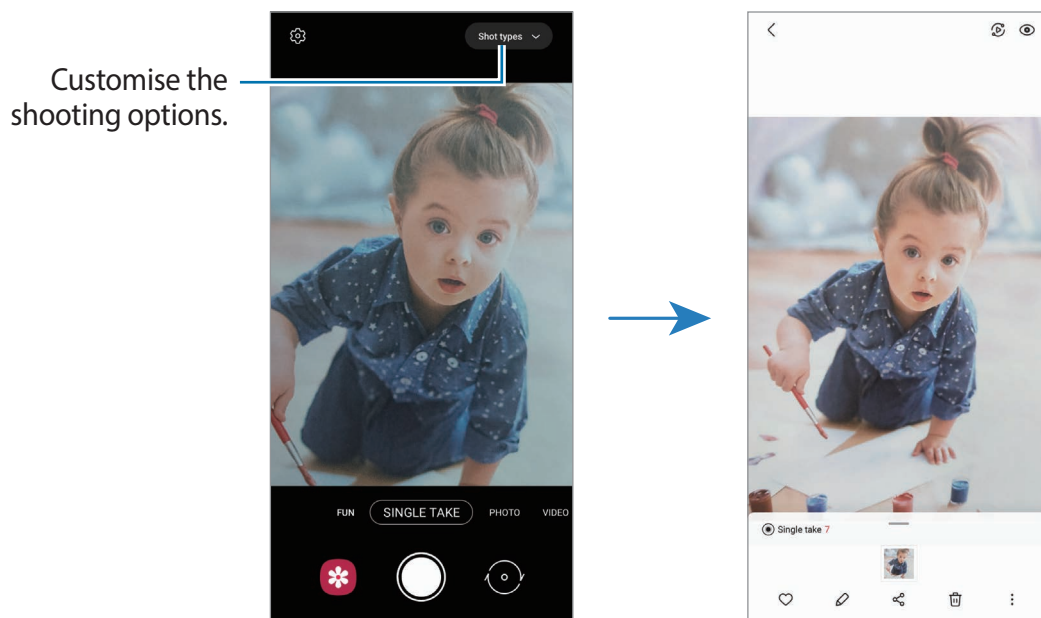 Shot types
Customise the
shooting options.
FUN
SINGLE TAKE
PHOTO
VIDEO
Single take 7